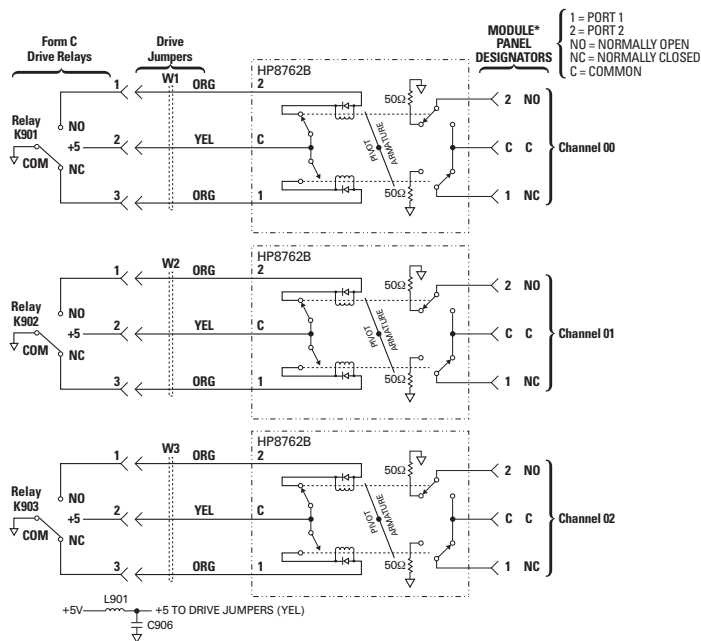 Form C
Drive Relays
Drive
Jumpers
MODULE*
PANEL
DESIGNATORS
1 = PORT 1
2 = PORT 2
NO = NORMALLY OPEN
NC = NORMALLY CLOSED
C = COMMON
HP8762B
1 W1 ORG 2
Relay
K901
NO
+5
COM
NC
2 YEL C
3 ORG 1
50Ω
PIVOT
ARMATURE
50Ω
2 NO
C C Channel 00
1 NC
HP8762B
1 W2 ORG 2
Relay
K902
NO
+5
COM
NC
2 YEL C
3 ORG 1
50Ω
PIVOT
ARMATURE
50Ω
2 NO
C C Channel 01
1 NC
HP8762B
1 W3 ORG 2
Relay
K903
NO
+5
COM
NC
2 YEL C
3 ORG 1
50Ω
PIVOT
ARMATURE
50Ω
2 NO
C C Channel 02
1 NC
L901
+5V +5 TO DRIVE JUMPERS (YEL)
C906